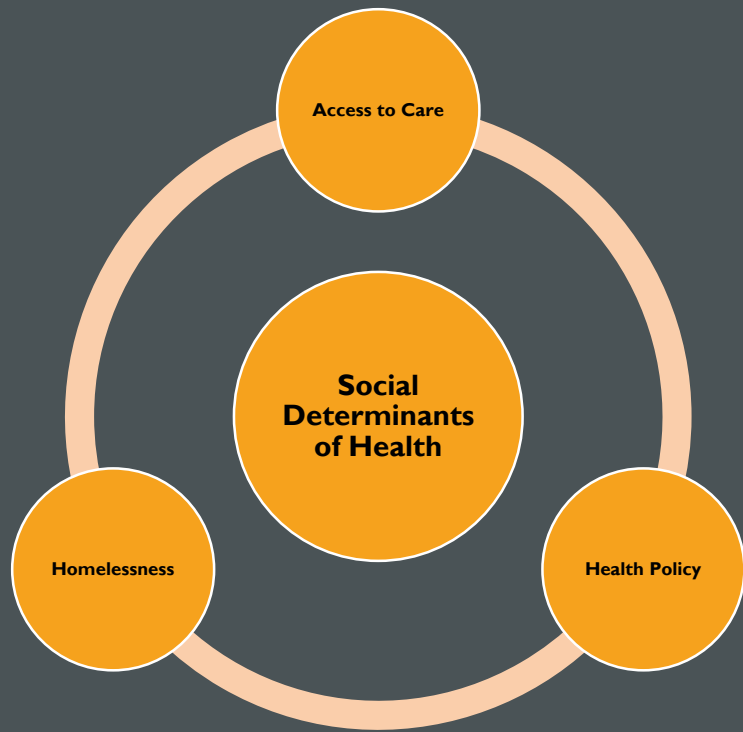 Access to Care
Social
Determinants
of Health
Homelessness
Health Policy